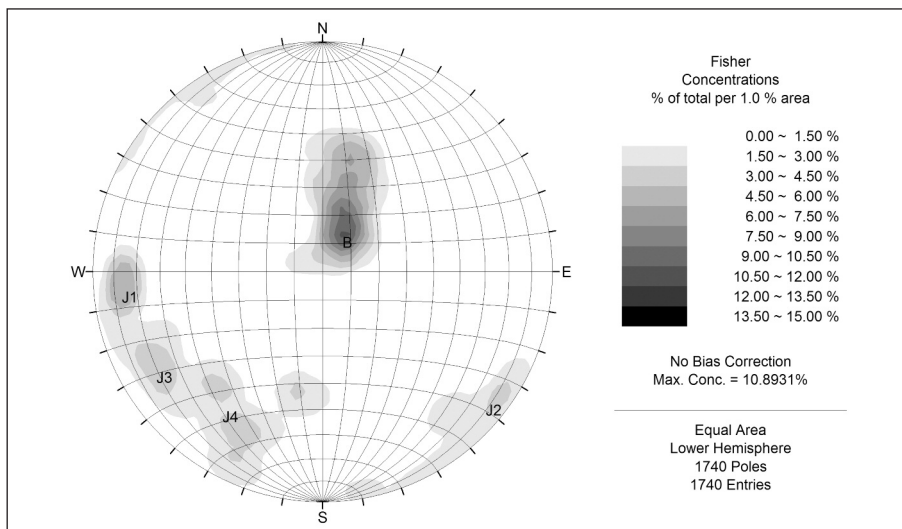 N
W
E
S
B
J1
J3
J4
J2
Fisher
Concentrations
% of total per 1.0 % area
0.00 ~ 1.50 %
1.50 ~ 3.00 %
3.00 ~ 4.50 %
4.50 ~ 6.00 %
6.00 ~ 7.50 %
7.50 ~ 9.00 %
9.00 ~ 10.50 %
10.50 ~ 12.00 %
12.00 ~ 13.50 %
13.50 ~ 15.00 %
No Bias Correction
Max. Conc. = 10.8931%
Equal Area
Lower Hemisphere
1740 Poles
1740 Entries